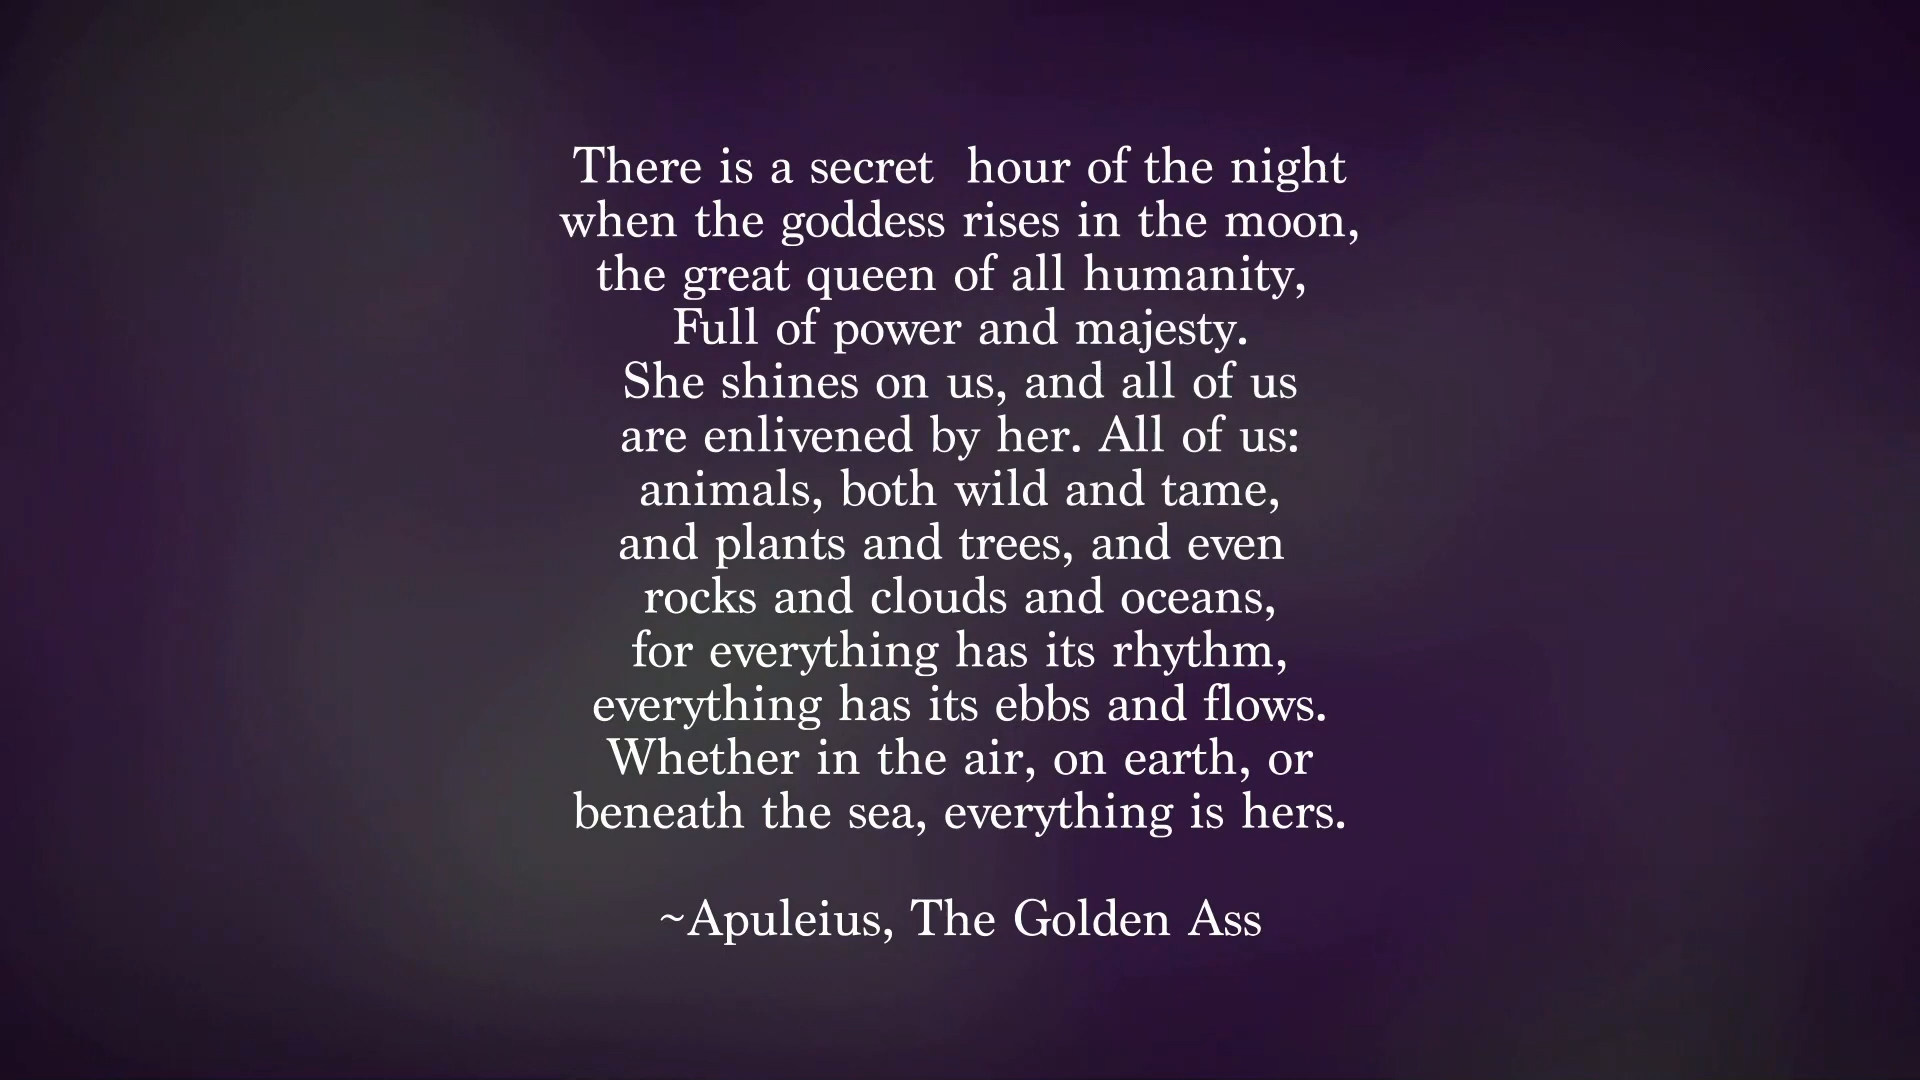 There is a secret  hour of the night
when the goddess rises in the moon,
the great queen of all humanity,
Full of power and majesty.
She shines on us, and all of us
are enlivened by her. All of us:
animals, both wild and tame,
and plants and trees, and even
rocks and clouds and oceans,
for everything has its rhythm,
everything has its ebbs and flows.
Whether in the air, on earth, or
beneath the sea, everything is hers.
~Apuleius, The Golden Ass